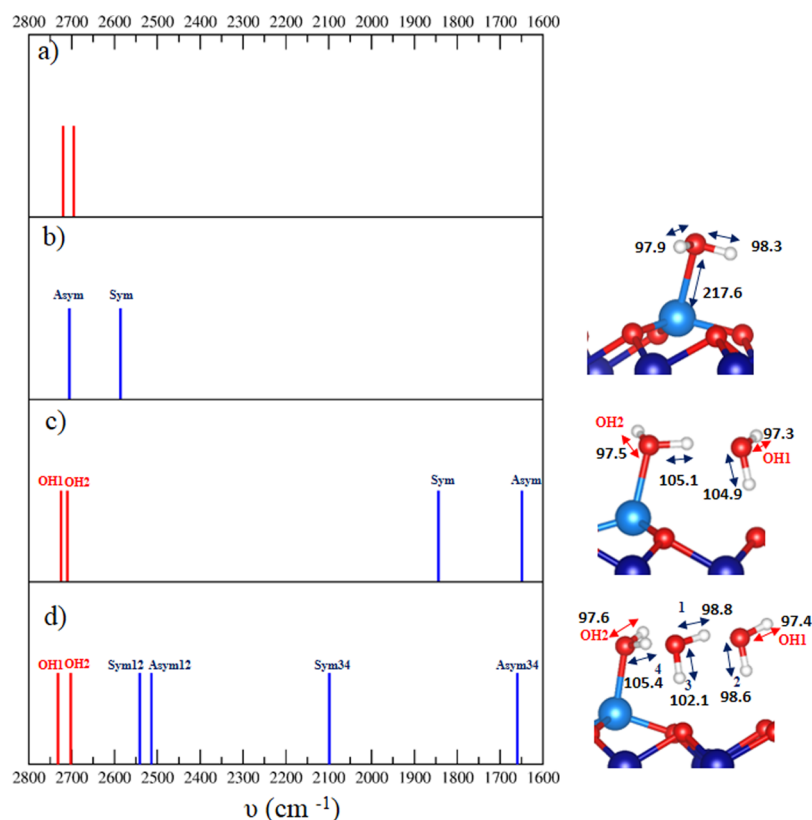 2800 2700 2600 2500 2400 2300 2200 2100 2000 1900 1800 1700 1600
a)
b)
Asym Sym
97.9 98.3
217.6
c)
OH1 OH2 Sym Asym
OH2 97.3
97.5 OH1
105.1 104.9
d)
OH1 OH2 Sym12 Asym12 Sym34 Asym34
97.6 1 98.8 97.4
OH2 OH1
4 105.4 3 102.1 2 98.6
2800 2700 2600 2500 2400 2300 2200 2100 2000 1900 1800 1700 1600
υ (cm ⁻¹)